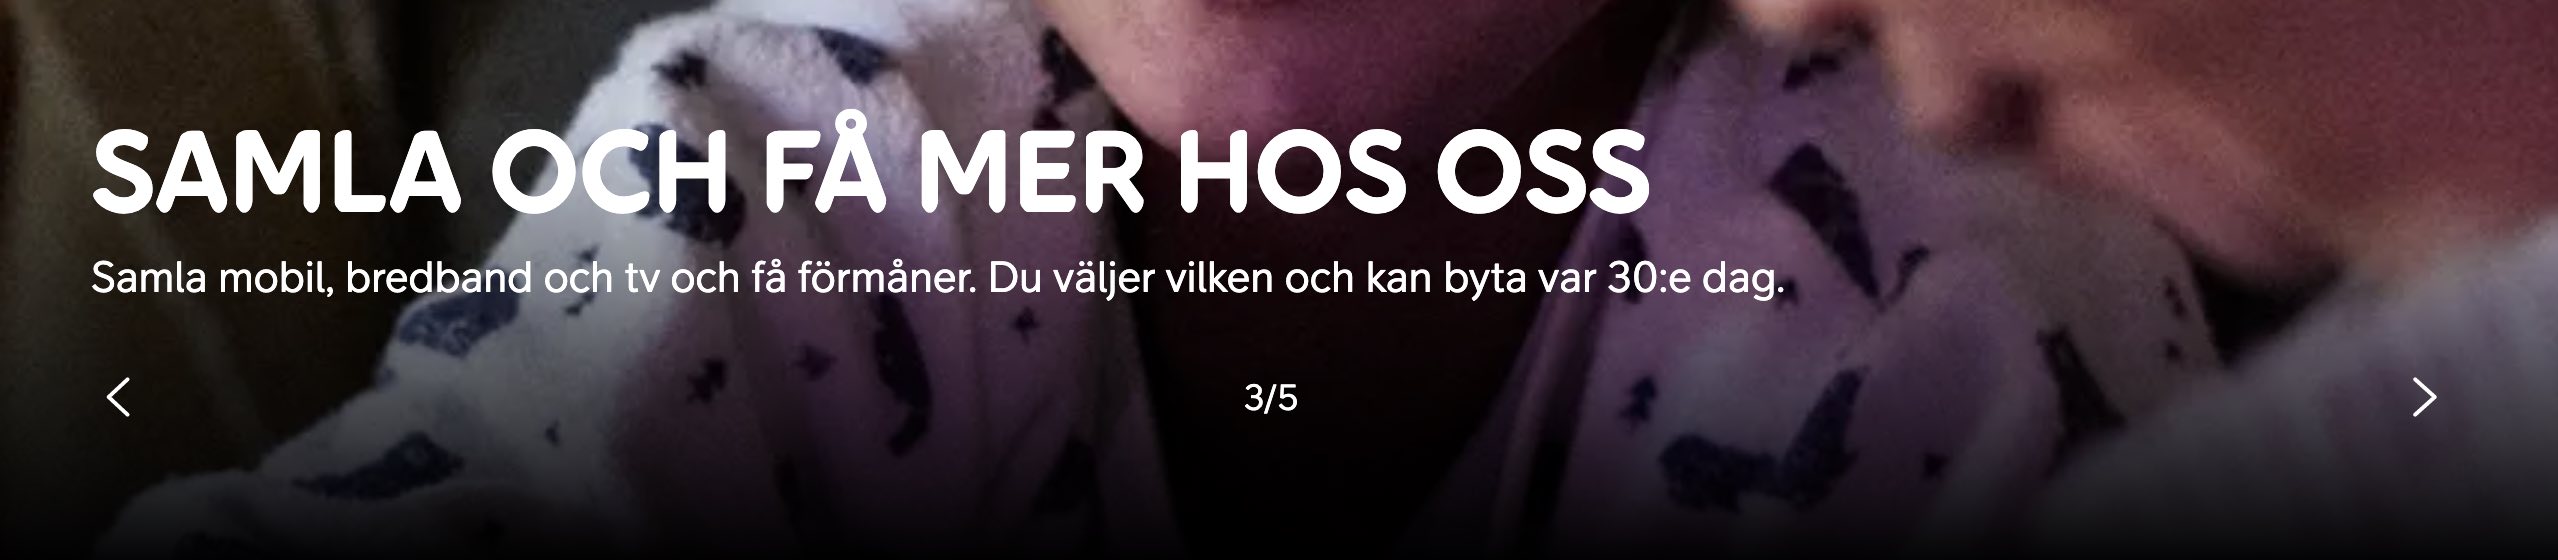 SAMLA OCH FÅ MER HOS OSS
Samla mobil, bredband och tv och få förmåner. Du väljer vilken och kan byta var 30:e dag.
3/5